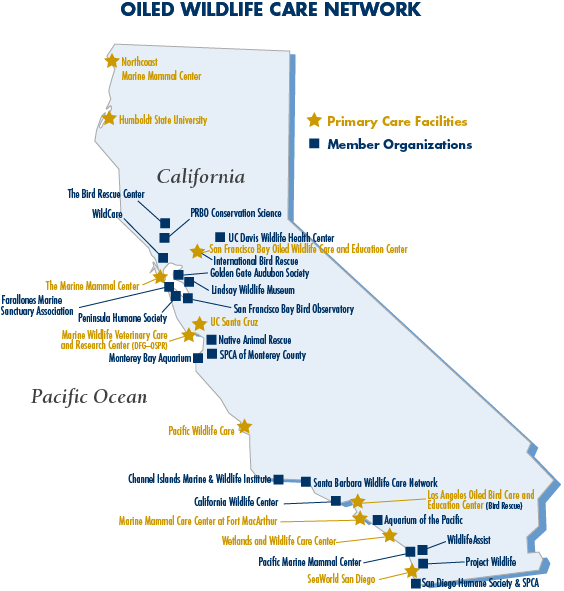 OILED WILDLIFE CARE NETWORK
Northcoast
Marine Mammal Center
Humboldt State University
Primary Care Facilities
Member Organizations
California
The Bird Rescue Center
WildCare
PRBO Conservation Science
UC Davis Wildlife Health Center
San Francisco Bay Oiled Wildlife Care and Education Center
International Bird Rescue
Golden Gate Audubon Society
The Marine Mammal Center
Lindsay Wildlife Museum
Farallones Marine
Sanctuary Association
San Francisco Bay Bird Observatory
Peninsula Humane Society
UC Santa Cruz
Marine Wildlife Veterinary Care
and Research Center (DFG–OSPR)
Native Animal Rescue
Monterey Bay Aquarium
SPCA of Monterey County
Pacific Ocean
Pacific Wildlife Care
Channel Islands Marine & Wildlife Institute
Santa Barbara Wildlife Care Network
California Wildlife Center
Los Angeles Oiled Bird Care and
Education Center (Bird Rescue)
Marine Mammal Care Center at Fort MacArthur
Aquarium of the Pacific
Wetlands and Wildlife Care Center
WildlifeAssist
Pacific Marine Mammal Center
Project Wildlife
SeaWorld San Diego
San Diego Humane Society & SPCA